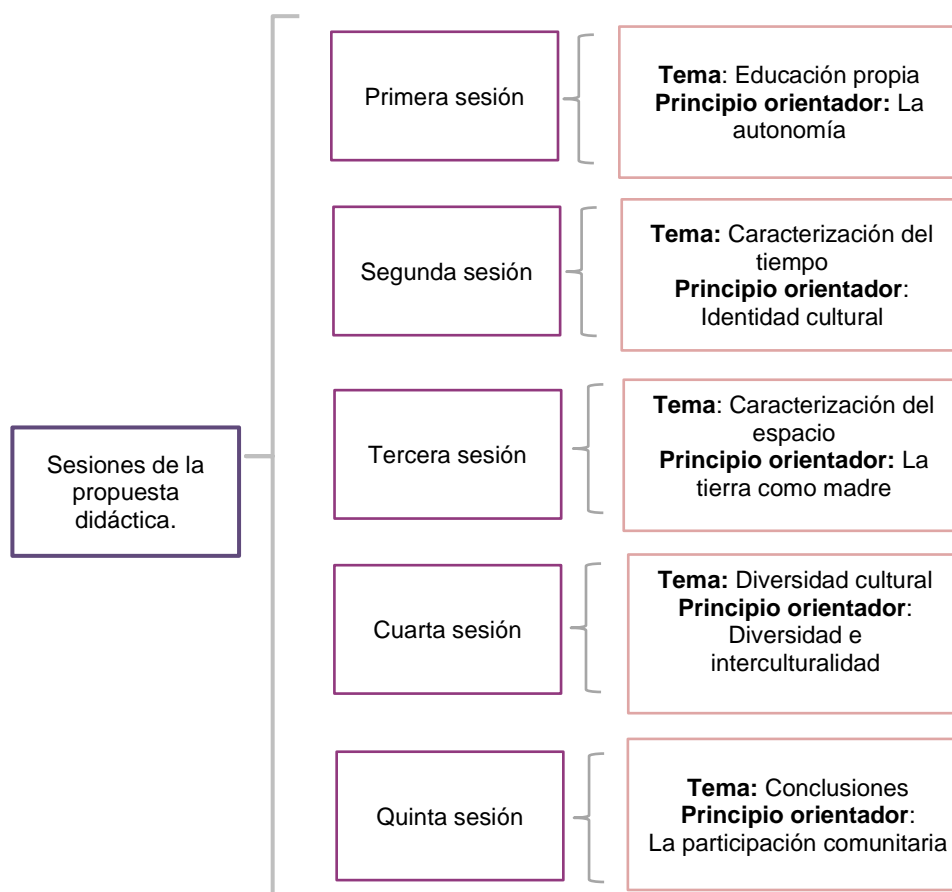 Sesiones de la
propuesta
didáctica.
Primera sesión
Tema: Educación propia
Principio orientador: La
autonomía
Segunda sesión
Tema: Caracterización del
tiempo
Principio orientador:
Identidad cultural
Tercera sesión
Tema: Caracterización del
espacio
Principio orientador: La
tierra como madre
Cuarta sesión
Tema: Diversidad cultural
Principio orientador:
Diversidad e
interculturalidad
Quinta sesión
Tema: Conclusiones
Principio orientador:
La participación comunitaria